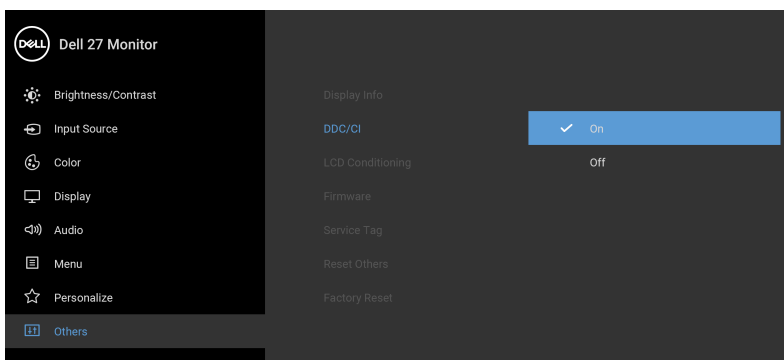 DELL Dell 27 Monitor
Brightness/Contrast
Input Source
Color
Display
Audio
Menu
Personalize
Others
Display Info
DDC/CI
LCD Conditioning
Firmware
Service Tag
Reset Others
Factory Reset
On
Off